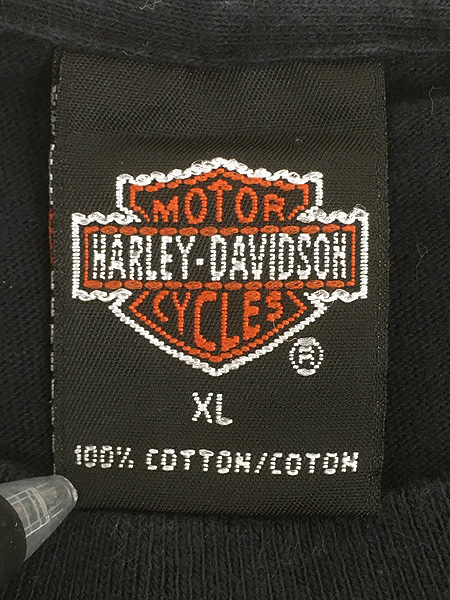 MOTOR
HARLEY-DAVIDSON
CYCLES
®
XL
100% COTTON/COTON